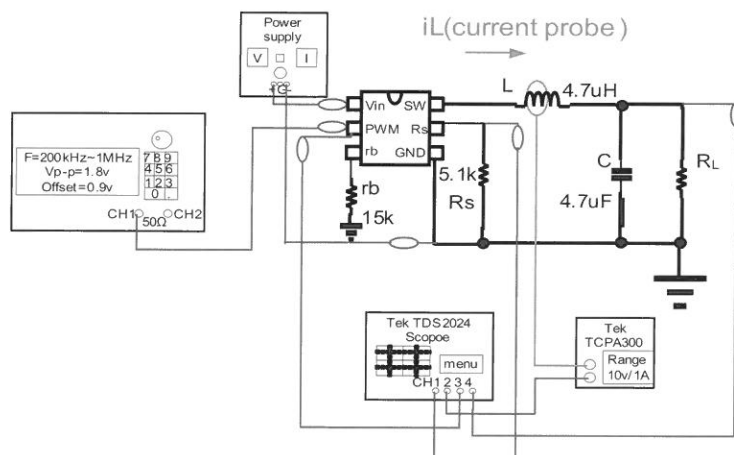 iL(current probe)
Power
supply
V I
L 4.7uH
Vin SW
PWM Rs
rb GND
F=200kHz~1MHz
Vp-p=1.8v
Offset=0.9v
7 8 9
4 5 6
1 2 3
0 .
CH1 CH2
50Ω
rb
15k
5.1k
Rs
C
4.7uF
RL
Tek TDS2024
Scopoe
menu
CH1 2 3 4
Tek
TCPA300
Range
10v/1A